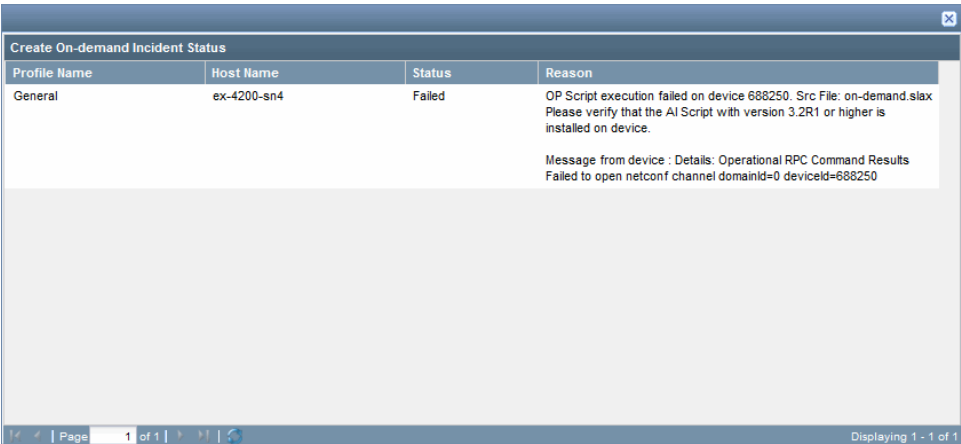 Create On-demand Incident Status
Profile Name Host Name Status Reason
General ex-4200-sn4 Failed OP Script execution failed on device 688250. Src File: on-demand.slax
Please verify that the AI Script with version 3.2R1 or higher is
installed on device.
Message from device : Details: Operational RPC Command Results
Failed to open netconf channel domainId=0 deviceId=688250
Page 1 of 1 Displaying 1 - 1 of 1